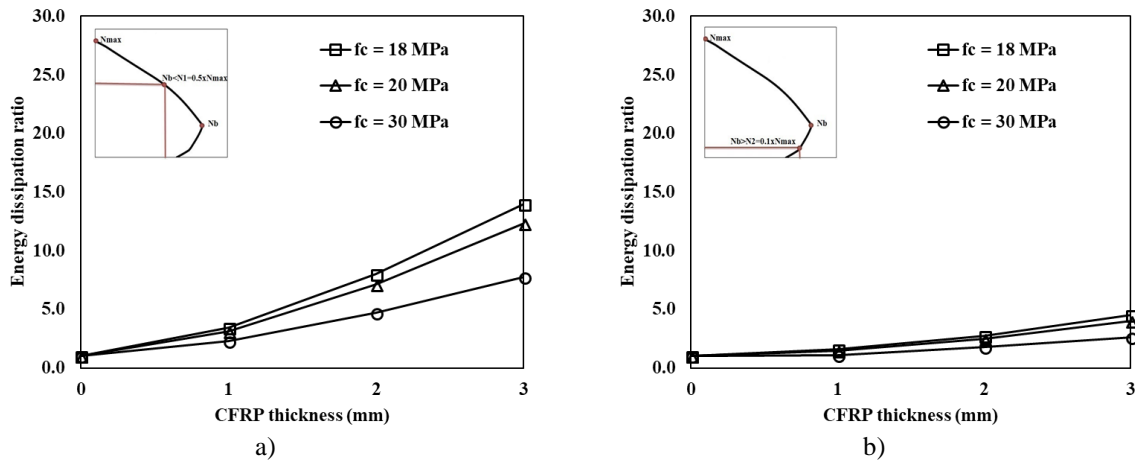 30.0
25.0
20.0
15.0
10.0
5.0
0.0
Energy dissipation ratio
Nmax
Nb<N1=0.5xNmax
Nb
fc = 18 MPa
fc = 20 MPa
fc = 30 MPa
0 1 2 3
CFRP thickness (mm)
a)
30.0
25.0
20.0
15.0
10.0
5.0
0.0
Energy dissipation ratio
Nmax
Nb
Nb>N2=0.1xNmax
fc = 18 MPa
fc = 20 MPa
fc = 30 MPa
0 1 2 3
CFRP thickness (mm)
b)